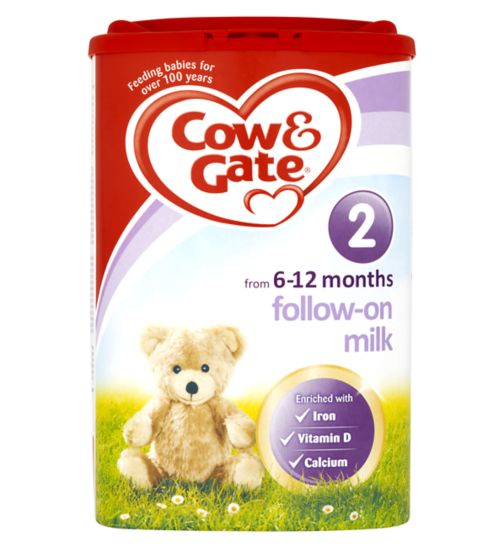 Feeding babies for
over 100 years
Cow&
Gate®
2
from 6-12 months
follow-on
milk
Enriched with
✓ Iron
✓ Vitamin D
✓ Calcium